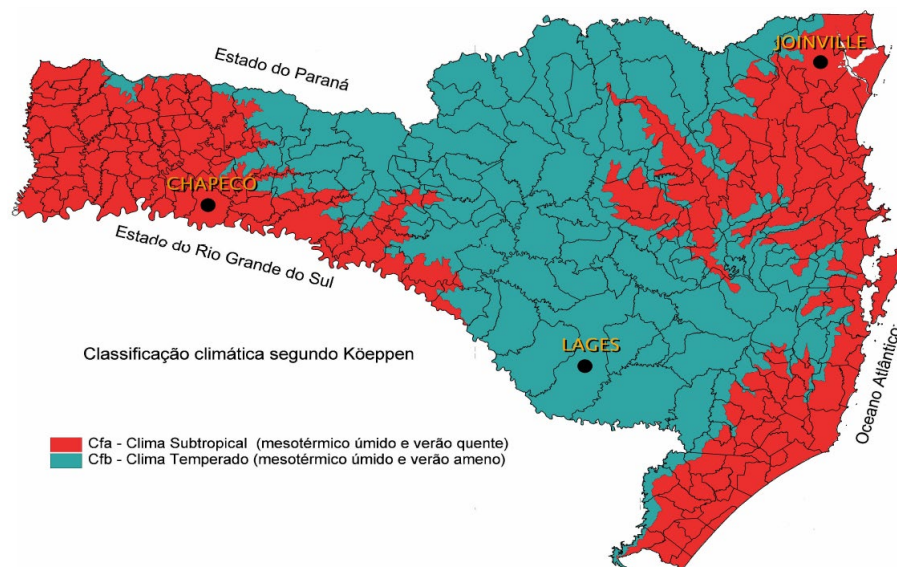 Estado do Paraná
JOINVILLE
CHAPECÓ
Estado do Rio Grande do Sul
LAGES
Oceano Atlântico
Classificação climática segundo Köeppen
Cfa - Clima Subtropical (mesotérmico úmido e verão quente)
Cfb - Clima Temperado (mesotérmico úmido e verão ameno)